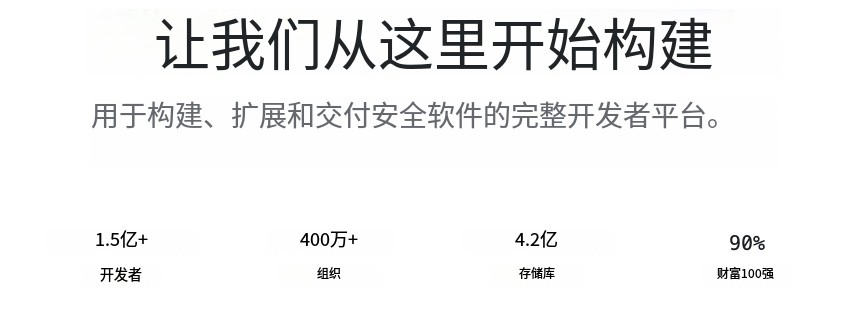 让我们从这里开始构建
用于构建、扩展和交付安全软件的完整开发者平台。
1.5亿+
400万+
4.2亿
90%
开发者
组织
存储库
财富100强